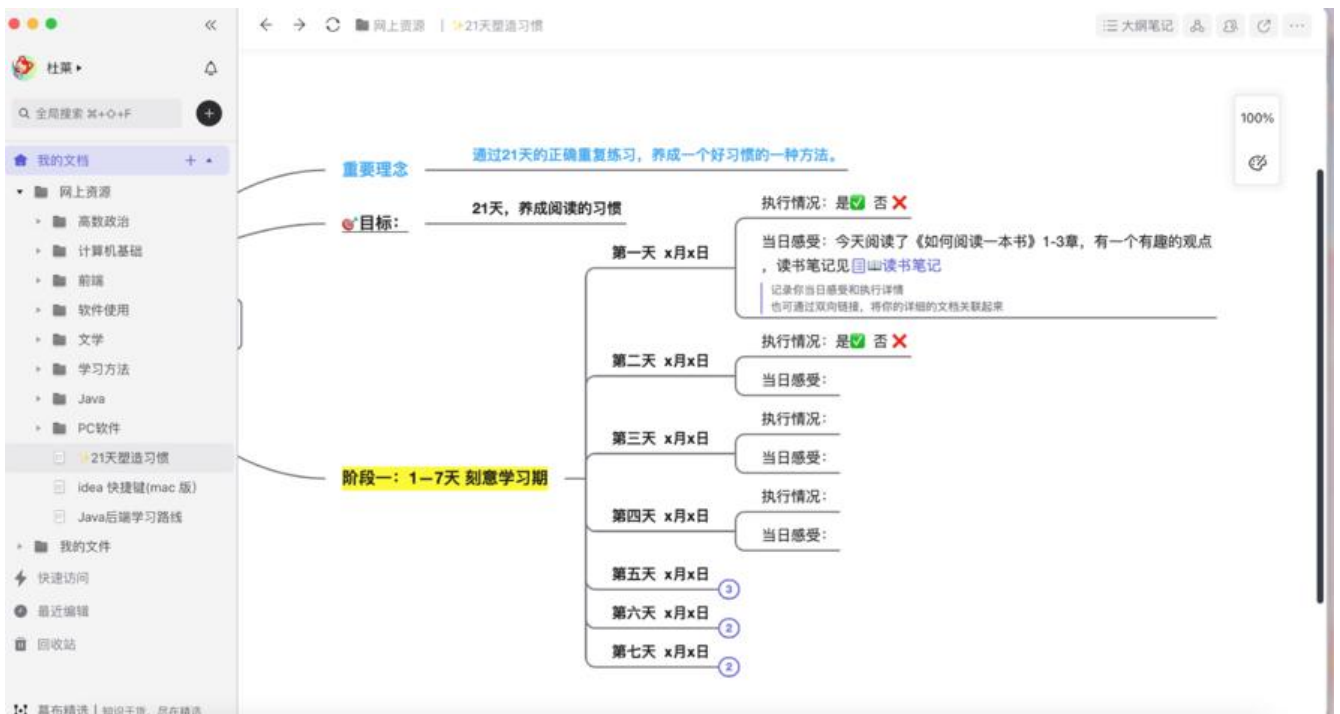 网上资源 | ✨21天塑造习惯
大纲笔记
杜莱
全局搜索 ⌘+⇧+F
我的文档
网上资源
高数政治
计算机基础
前端
软件使用
文学
学习方法
Java
PC软件
✨21天塑造习惯
idea 快捷键(mac 版)
Java后端学习路线
我的文件
快速访问
最近编辑
回收站
幕布精选 | 知识干货，尽在精选
100%
重要理念
通过21天的正确重复练习，养成一个好习惯的一种方法。
🎯目标：
21天，养成阅读的习惯
阶段一：1—7天 刻意学习期
第一天 x月x日
执行情况：是✅ 否❌
当日感受：今天阅读了《如何阅读一本书》1-3章，有一个有趣的观点
，读书笔记见📖读书笔记
记录你当日感受和执行详情
也可通过双向链接，将你的详细的文档关联起来
第二天 x月x日
执行情况：是✅ 否❌
当日感受：
第三天 x月x日
执行情况：
当日感受：
第四天 x月x日
执行情况：
当日感受：
第五天 x月x日
3
第六天 x月x日
2
第七天 x月x日
2